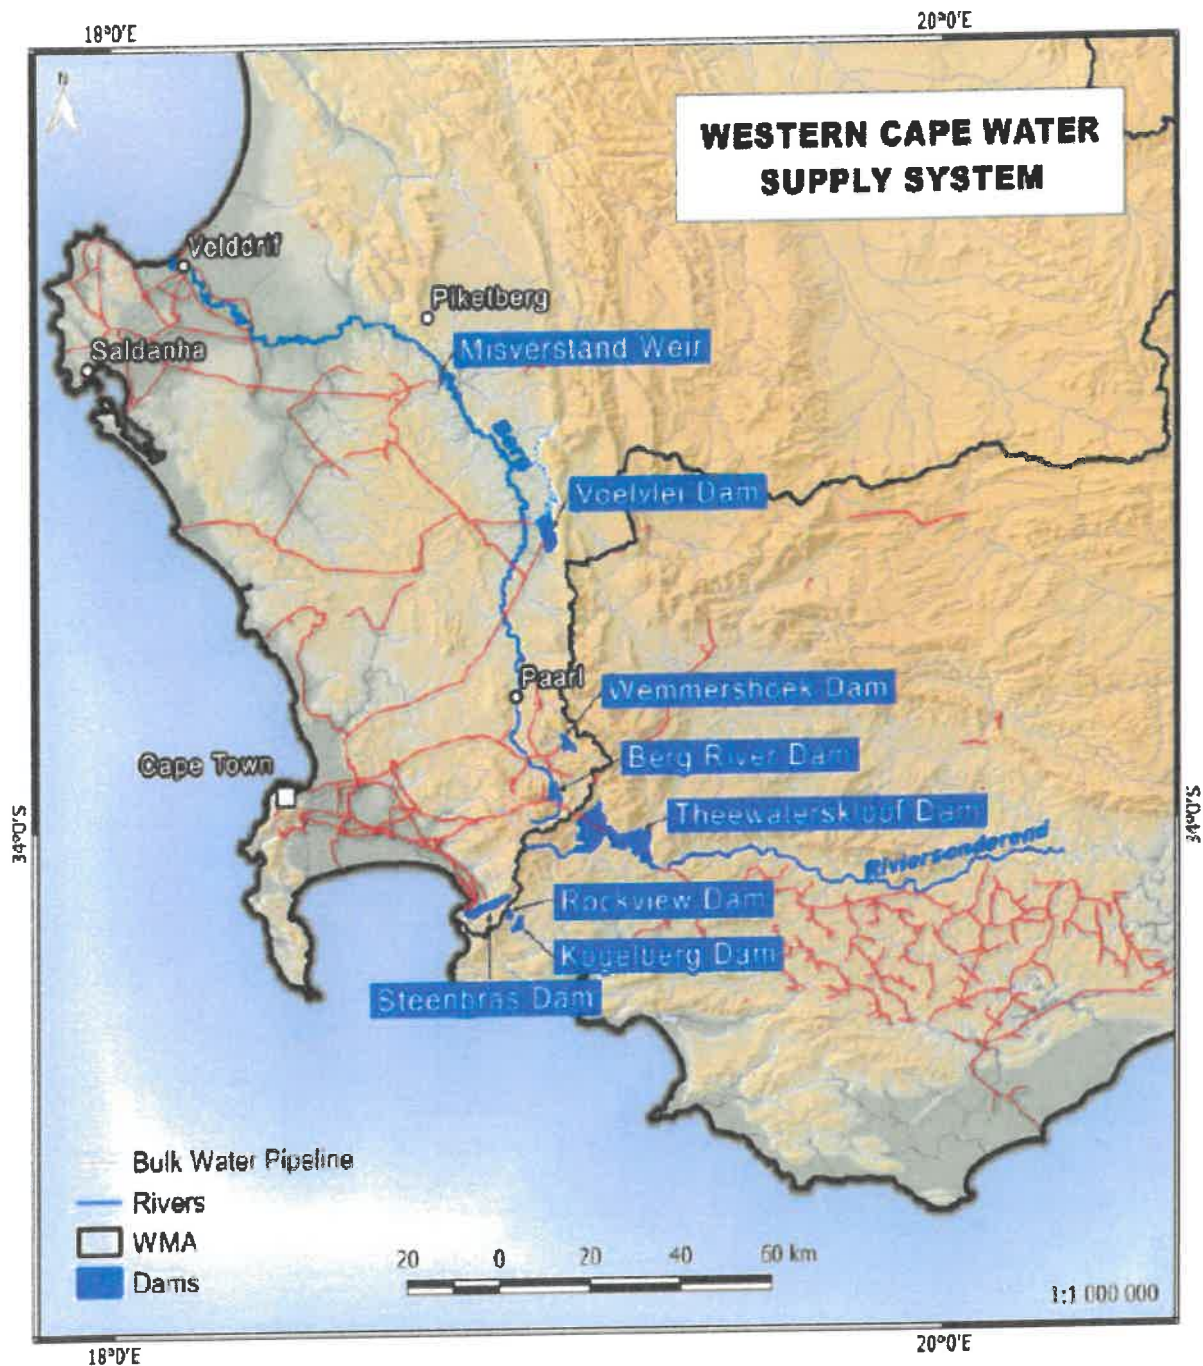 18°0'E
20°0'E
N
WESTERN CAPE WATER
SUPPLY SYSTEM
Velddrif
Piketberg
Misverstand Weir
Saldanha
Voelvlei Dam
Paarl
Wemmershoek Dam
Cape Town
Berg River Dam
Theewaterskloof Dam
34°0'S
34°0'S
Riviersonderend
Rockview Dam
Kogelberg Dam
Steenbras Dam
Bulk Water Pipeline
Rivers
WMA
Dams
20 0 20 40 60 km
1:1 000 000
18°0'E
20°0'E